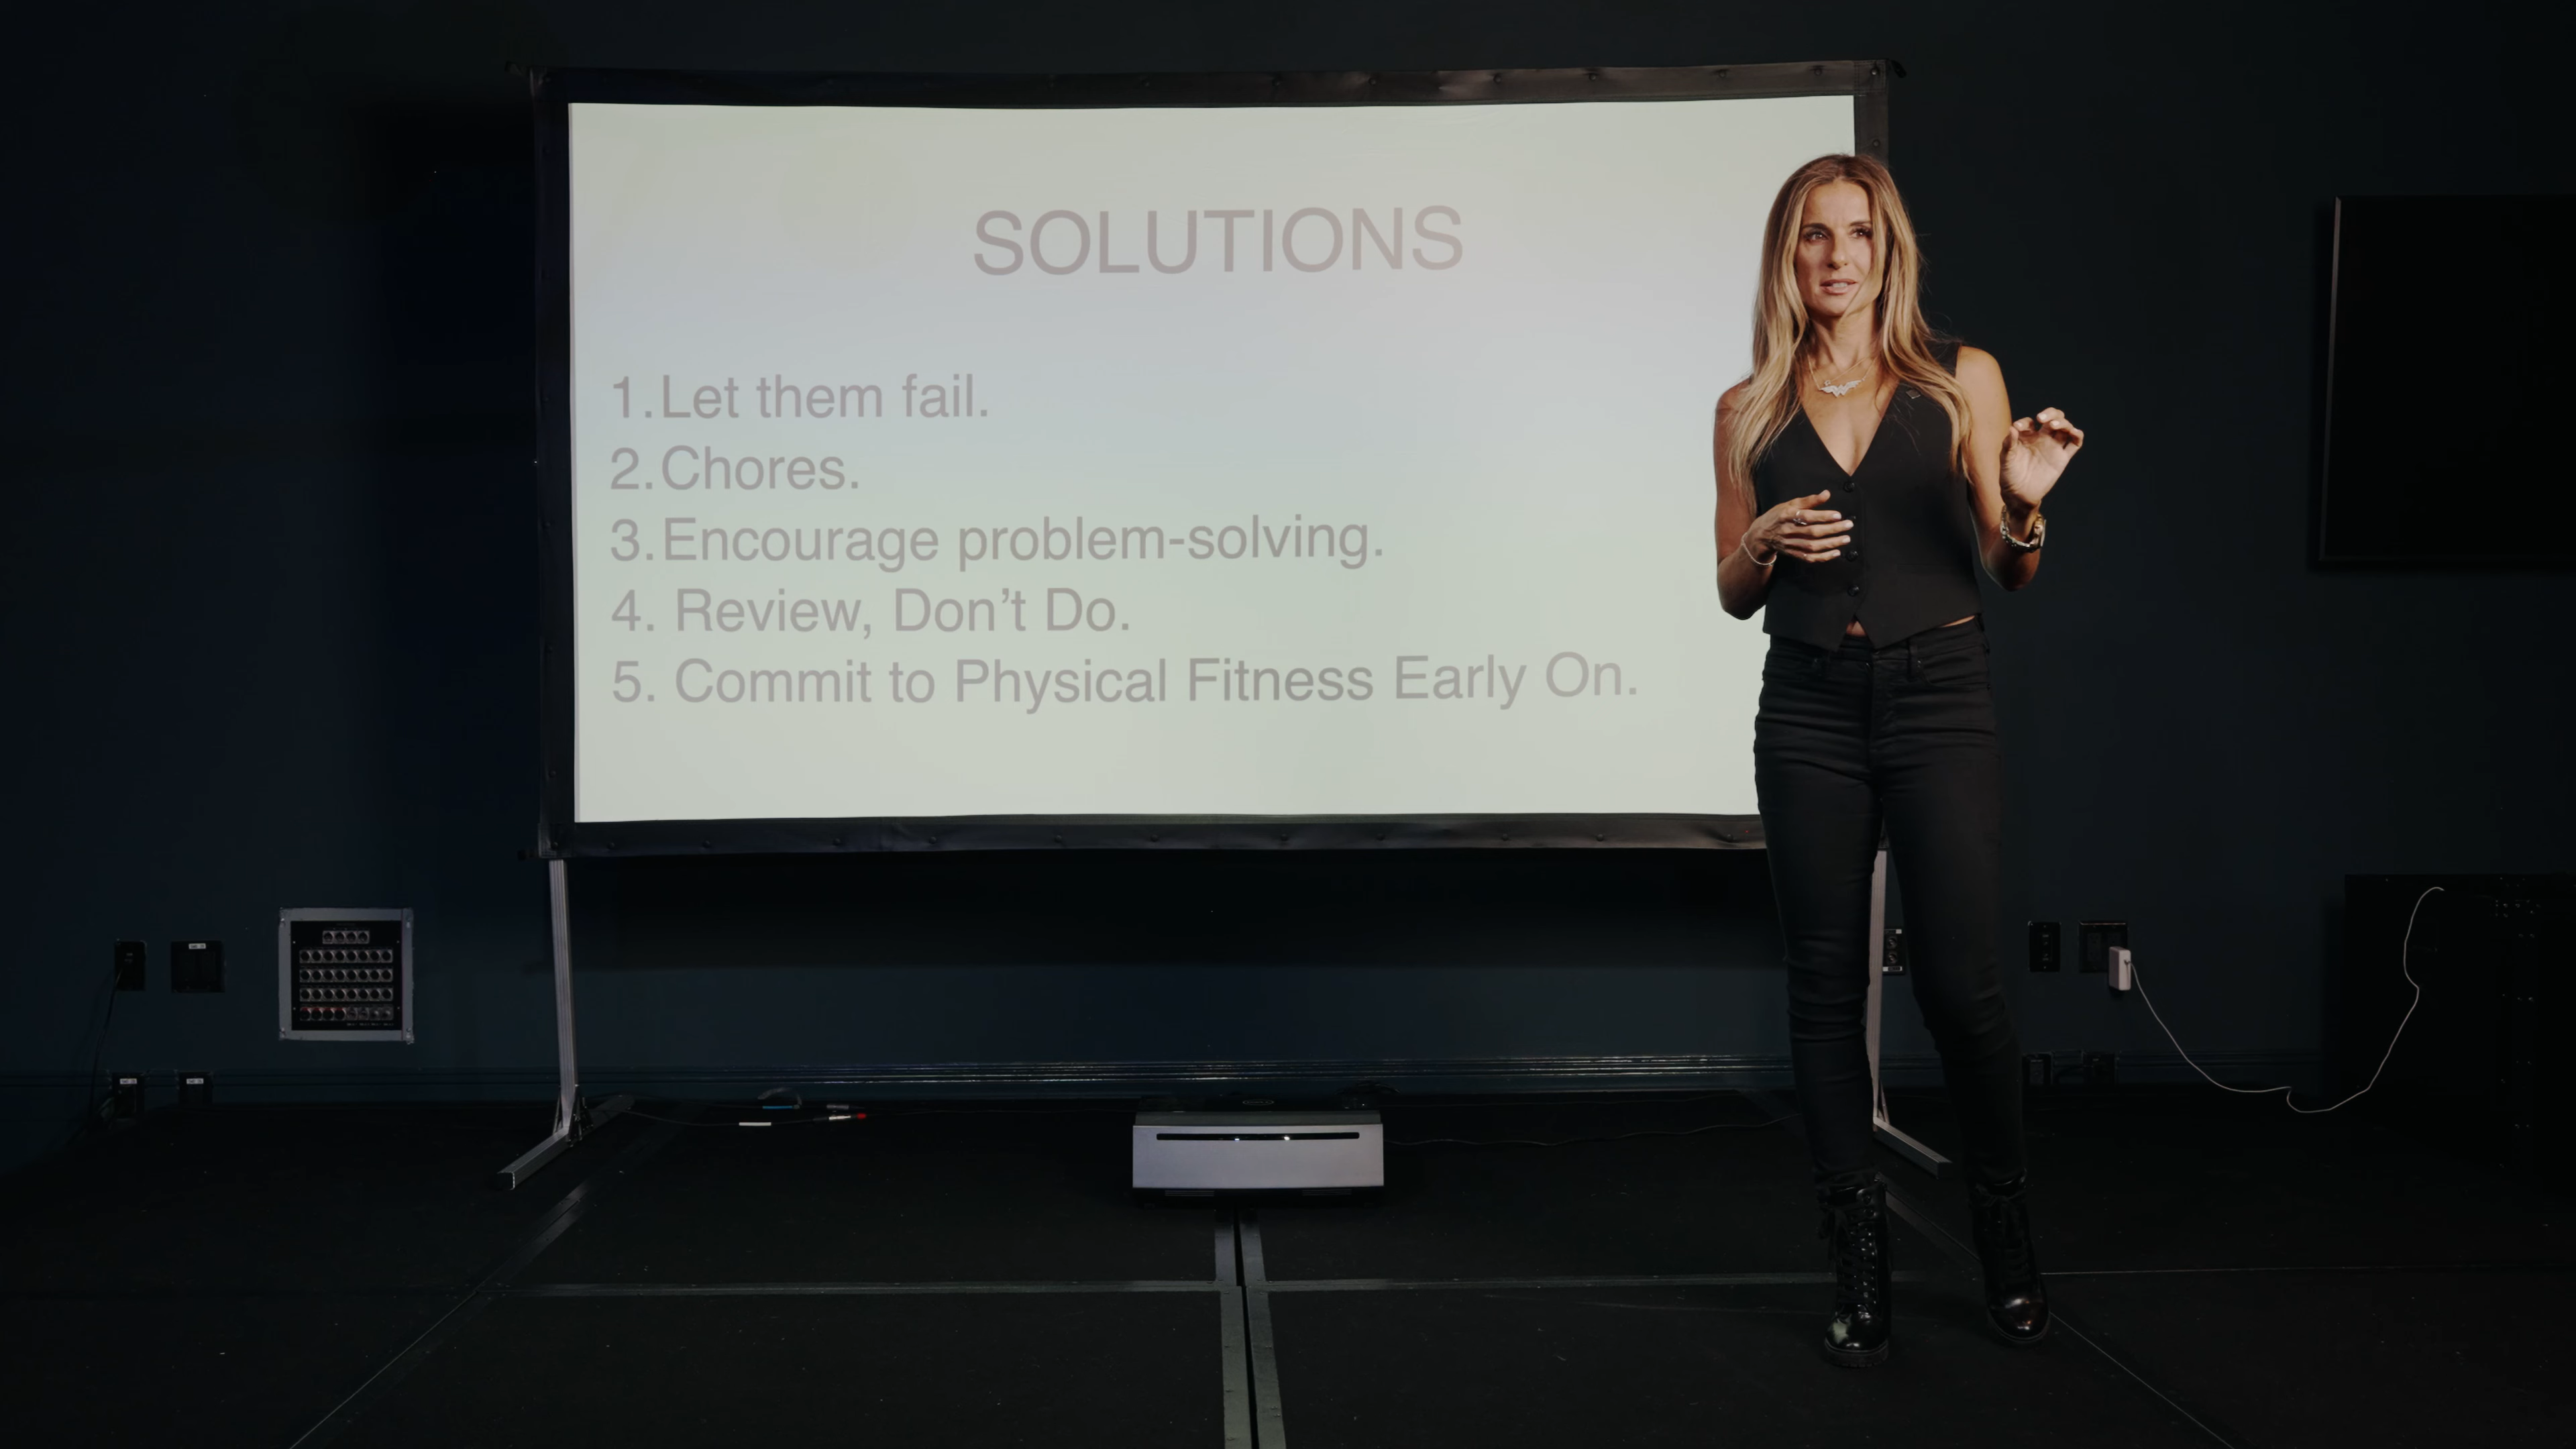 SOLUTIONS
1. Let them fail.
2. Chores.
3. Encourage problem-solving.
4. Review, Don’t Do.
5. Commit to Physical Fitness Early On.